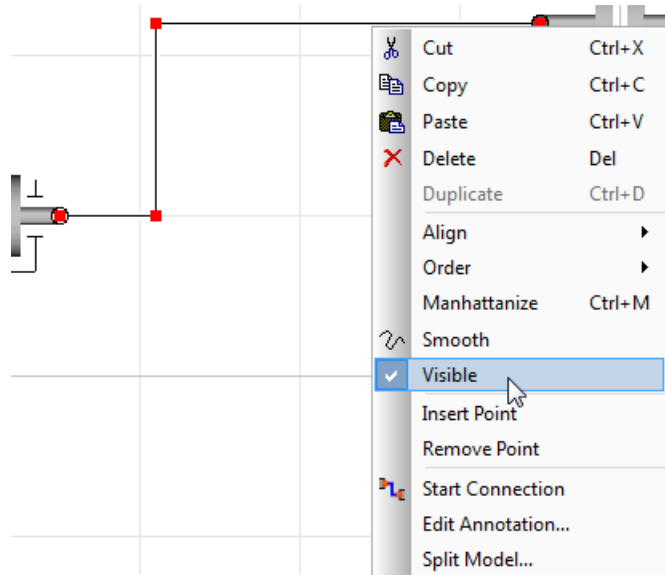 Cut Ctrl+X
Copy Ctrl+C
Paste Ctrl+V
Delete Del
Duplicate Ctrl+D
Align
Order
Manhattanize Ctrl+M
Smooth
Visible
Insert Point
Remove Point
Start Connection
Edit Annotation...
Split Model...